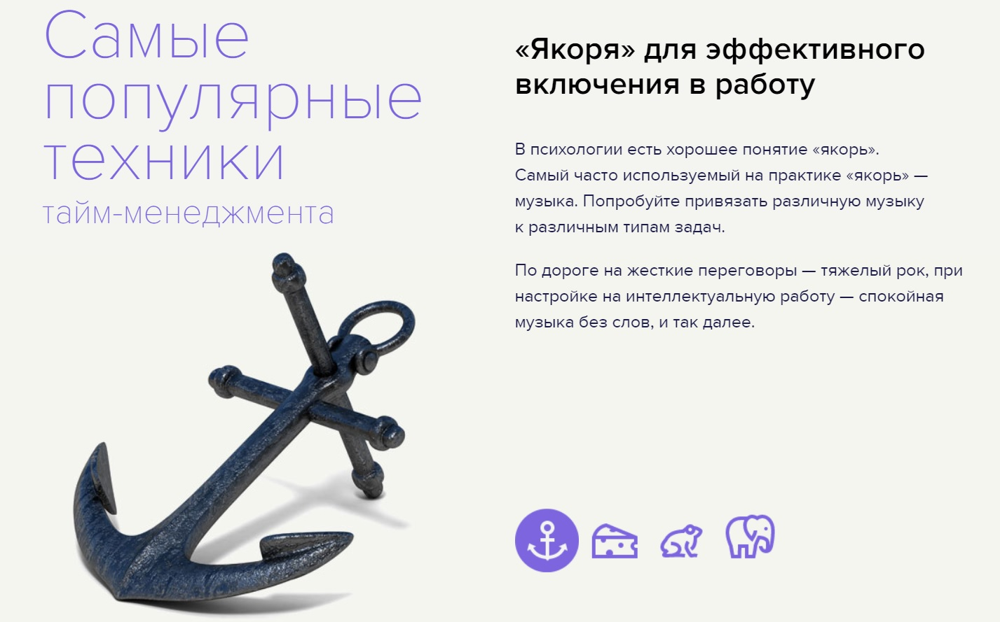 Самые
популярные
техники
тайм-менеджмента
«Якоря» для эффективного
включения в работу
В психологии есть хорошее понятие «якорь».
Самый часто используемый на практике «якорь» —
музыка. Попробуйте привязать различную музыку
к различным типам задач.
По дороге на жесткие переговоры — тяжелый рок, при
настройке на интеллектуальную работу — спокойная
музыка без слов, и так далее.